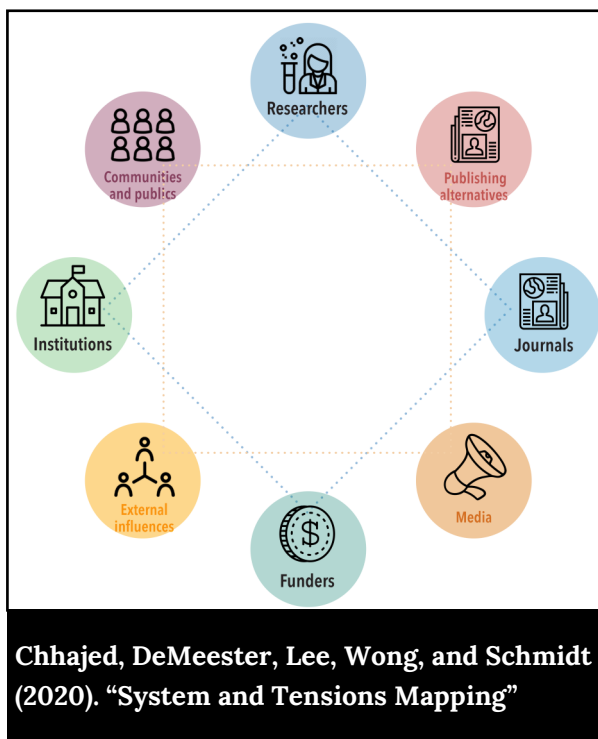 Researchers
Communities
and publics
Publishing
alternatives
Institutions
Journals
External
influences
$
Funders
Media
Chhajed, DeMeester, Lee, Wong, and Schmidt
(2020). “System and Tensions Mapping”